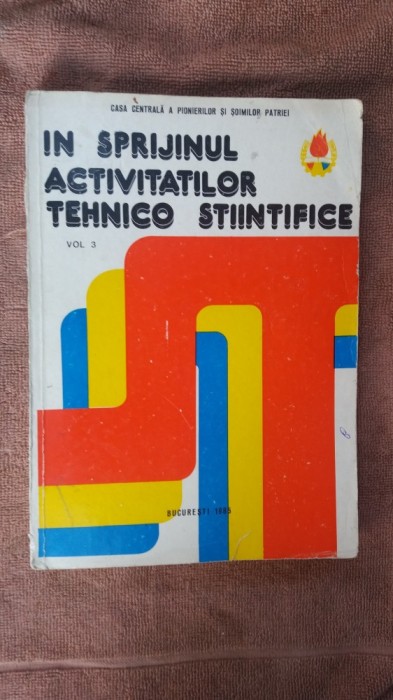 CASA CENTRALĂ A PIONIERILOR ȘI ȘOIMILOR PATRIEI
IN SPRIJINUL
ACTIVITATILOR
TEHNICO STIINTIFICE
VOL 3
BUCUREȘTI 1985